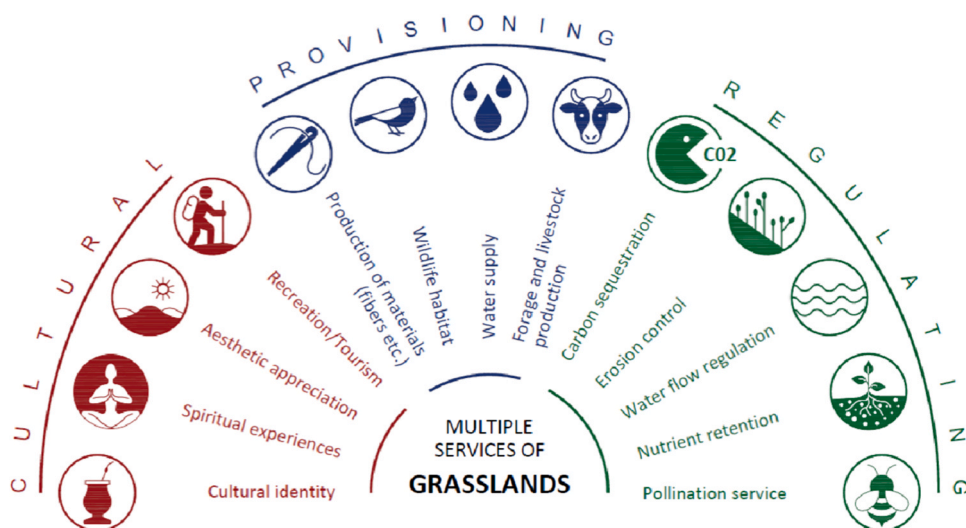 CULTURAL
PROVISIONING
REGULATING
Cultural identity
Spiritual experiences
Aesthetic appreciation
Recreation/Tourism
Production of materials
(fibers etc.)
Wildlife habitat
Water supply
Forage and livestock
production
C02
Carbon sequestration
Erosion control
Water flow regulation
Nutrient retention
Pollination service
MULTIPLE
SERVICES OF
GRASSLANDS